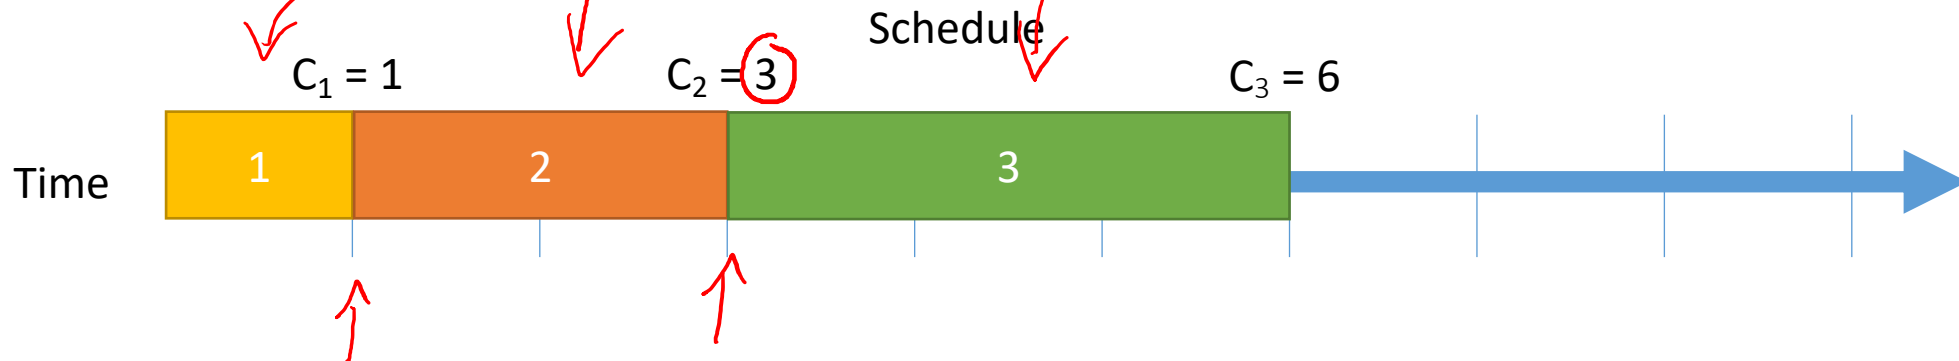 Schedule
C₁ = 1 C₂ = 3 C₃ = 6
1 2 3
Time